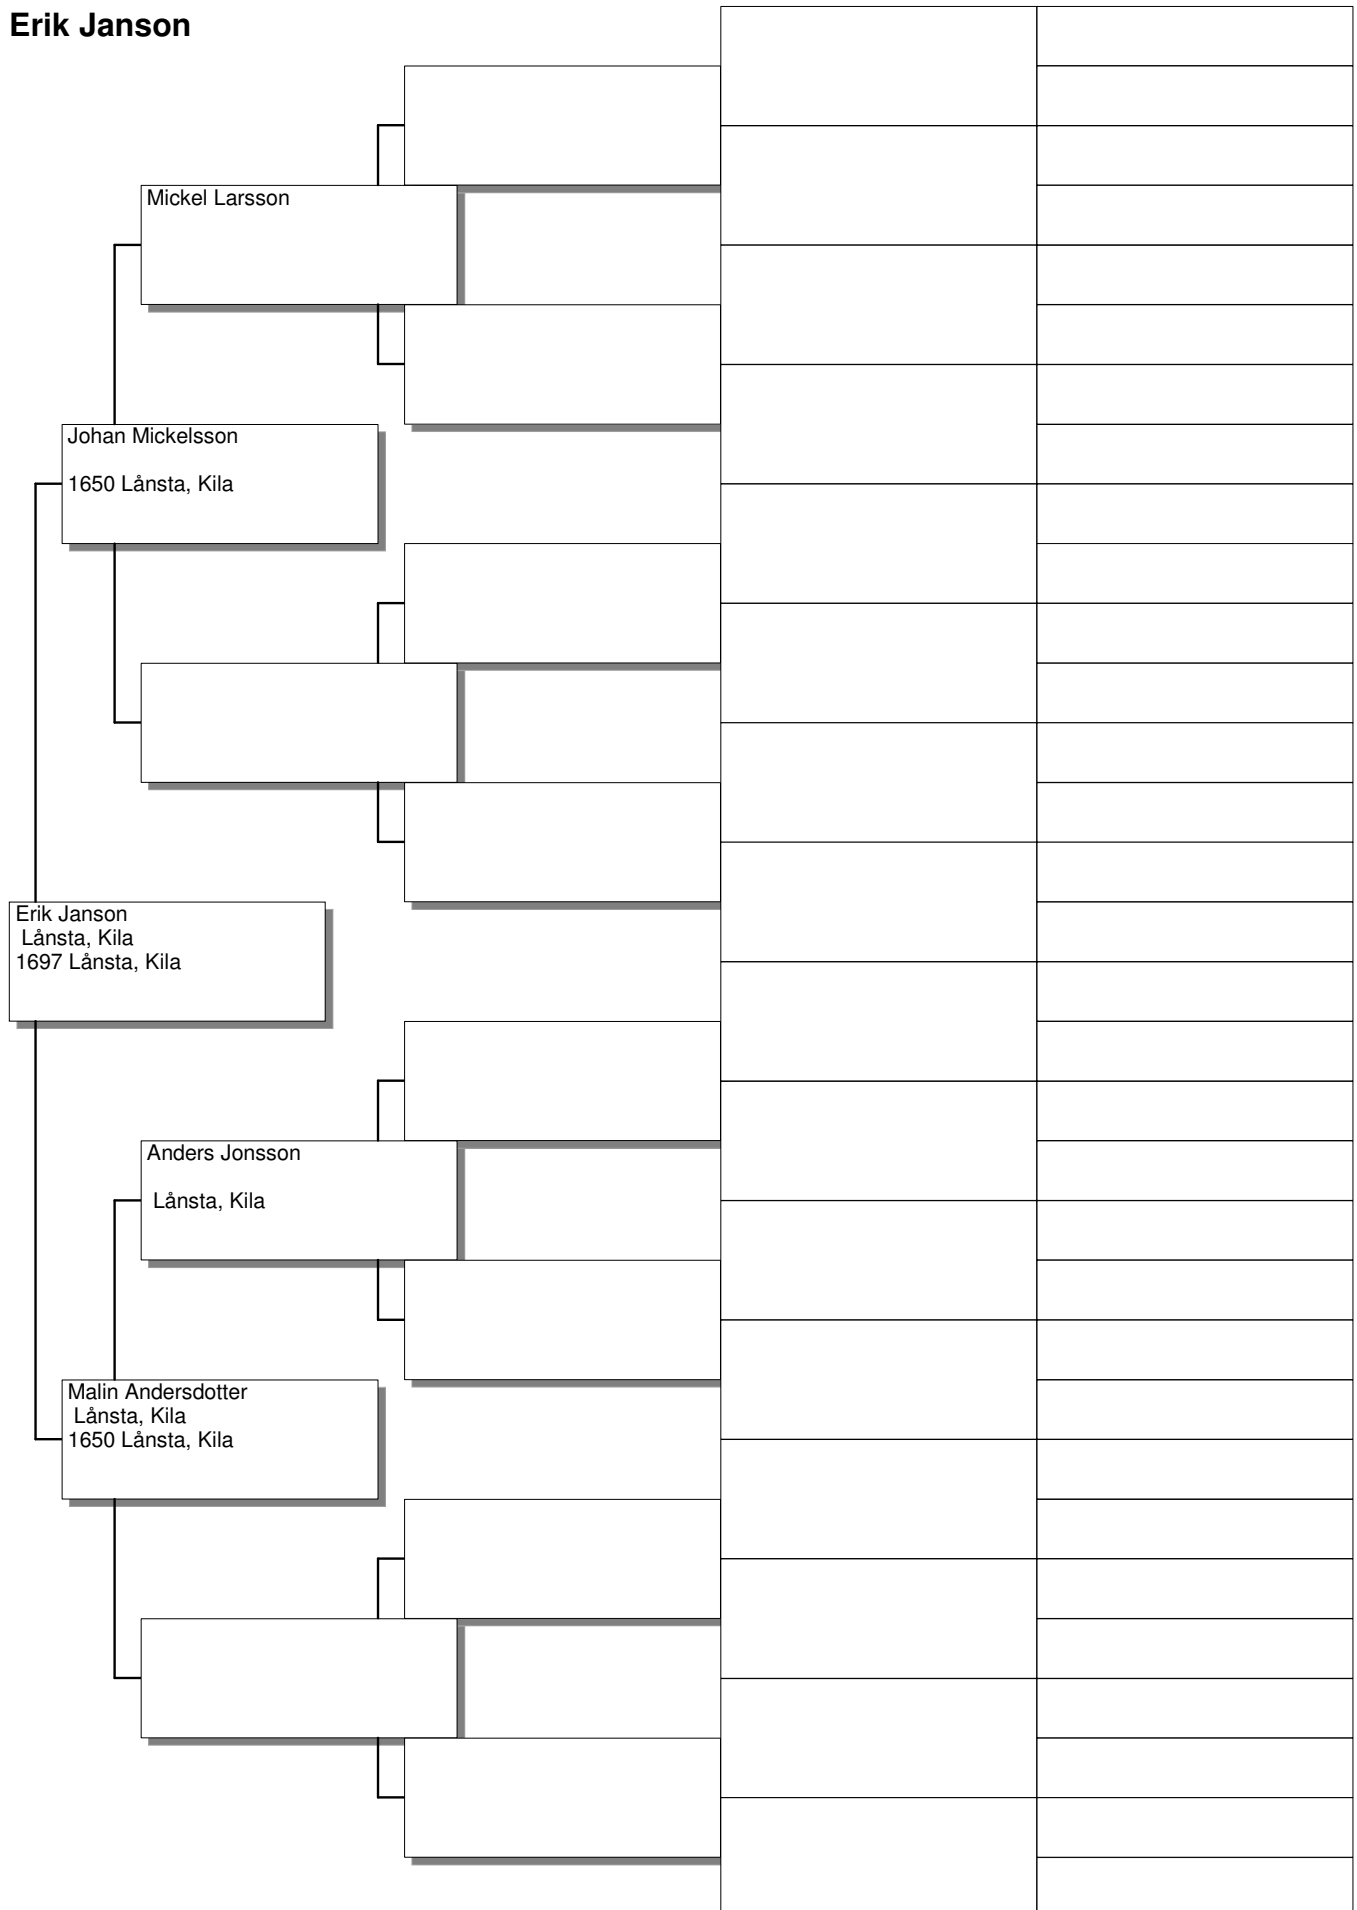 Erik Janson
Mickel Larsson
Johan Mickelsson
1650 Lånsta, Kila
Erik Janson
Lånsta, Kila
1697 Lånsta, Kila
Anders Jonsson
Lånsta, Kila
Malin Andersdotter
Lånsta, Kila
1650 Lånsta, Kila